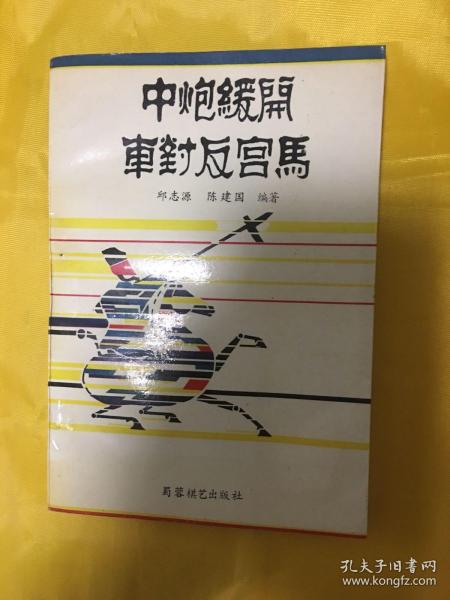 中炮緩開
車對反宮馬
邱志源 陈建国 编著
蜀蓉棋艺出版社
孔夫子旧书网
www.kongfz.com